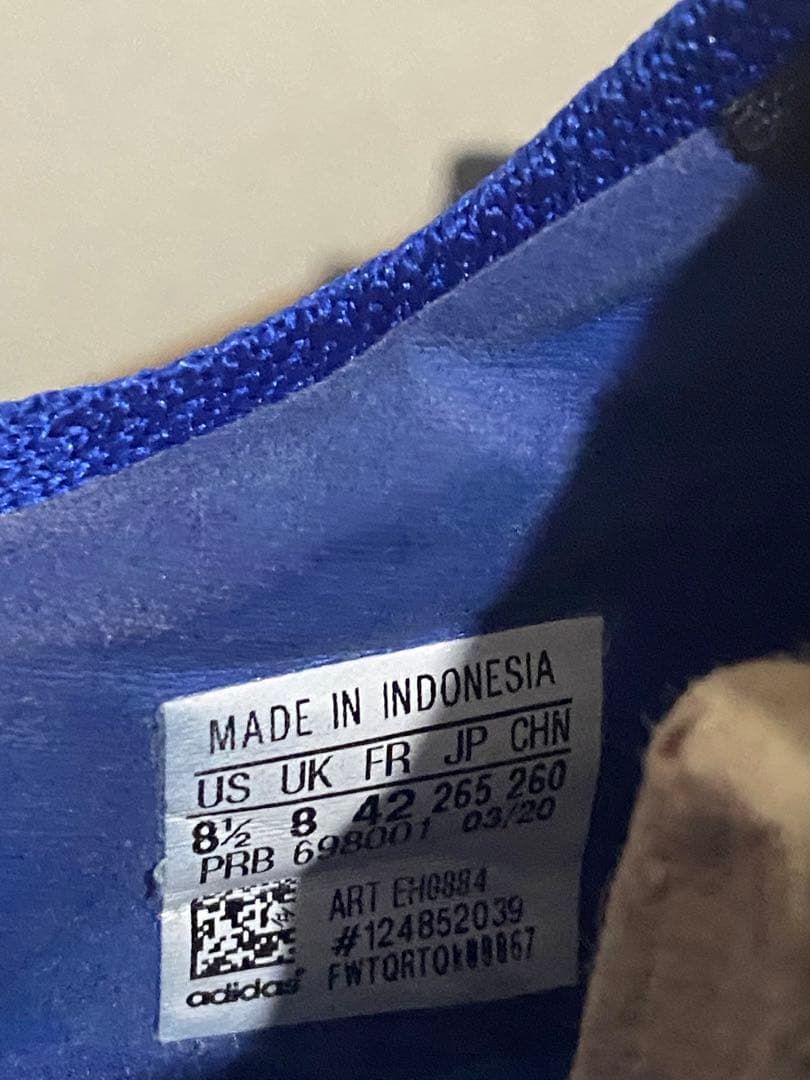 MADE IN INDONESIA
US UK FR JP CHN
8½ 8 42 265 260
PRB 698001 03/20
ART EH0884
#124852039
adidas